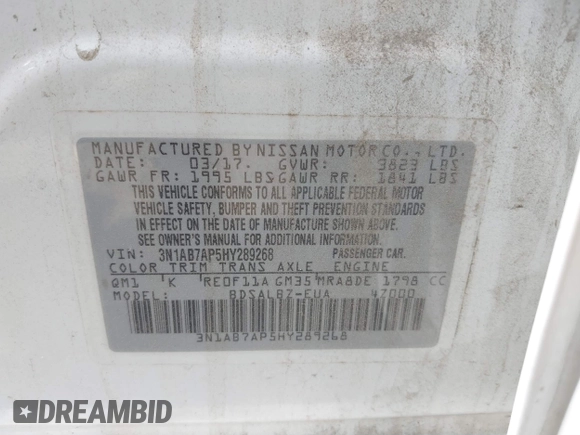 MANUFACTURED BY NISSAN MOTOR CO., LTD.
DATE: 03/17. GVWR: 3823 LBS
GAWR FR: 1995 LBS GAWR RR: 1841 LBS
THIS VEHICLE CONFORMS TO ALL APPLICABLE FEDERAL MOTOR
VEHICLE SAFETY, BUMPER AND THEFT PREVENTION STANDARDS
IN EFFECT ON THE DATE OF MANUFACTURE SHOWN ABOVE.
SEE OWNER'S MANUAL FOR ADDITIONAL INFORMATION.
VIN: 3N1AB7AP5HY289268 PASSENGER CAR.
COLOR TRIM TRANS AXLE ENGINE
QM1 K RE0F11A GM35 MRA8DE 1798 CC
MODEL: BDSALBZ-EUA 47000
3N1AB7AP5HY289268
DREAMBID